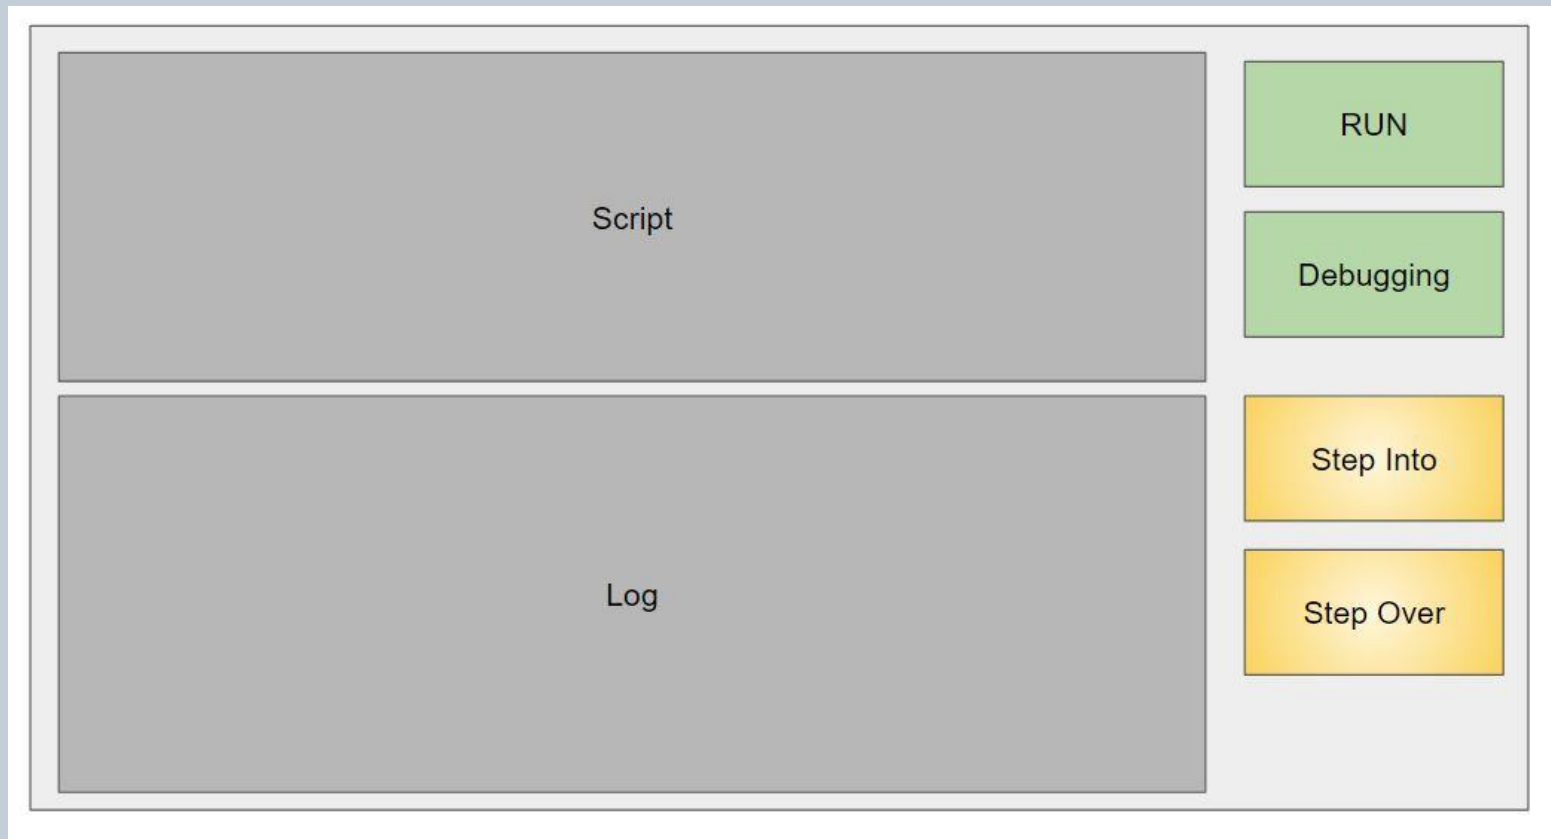 Script
Log
RUN
Debugging
Step Into
Step Over